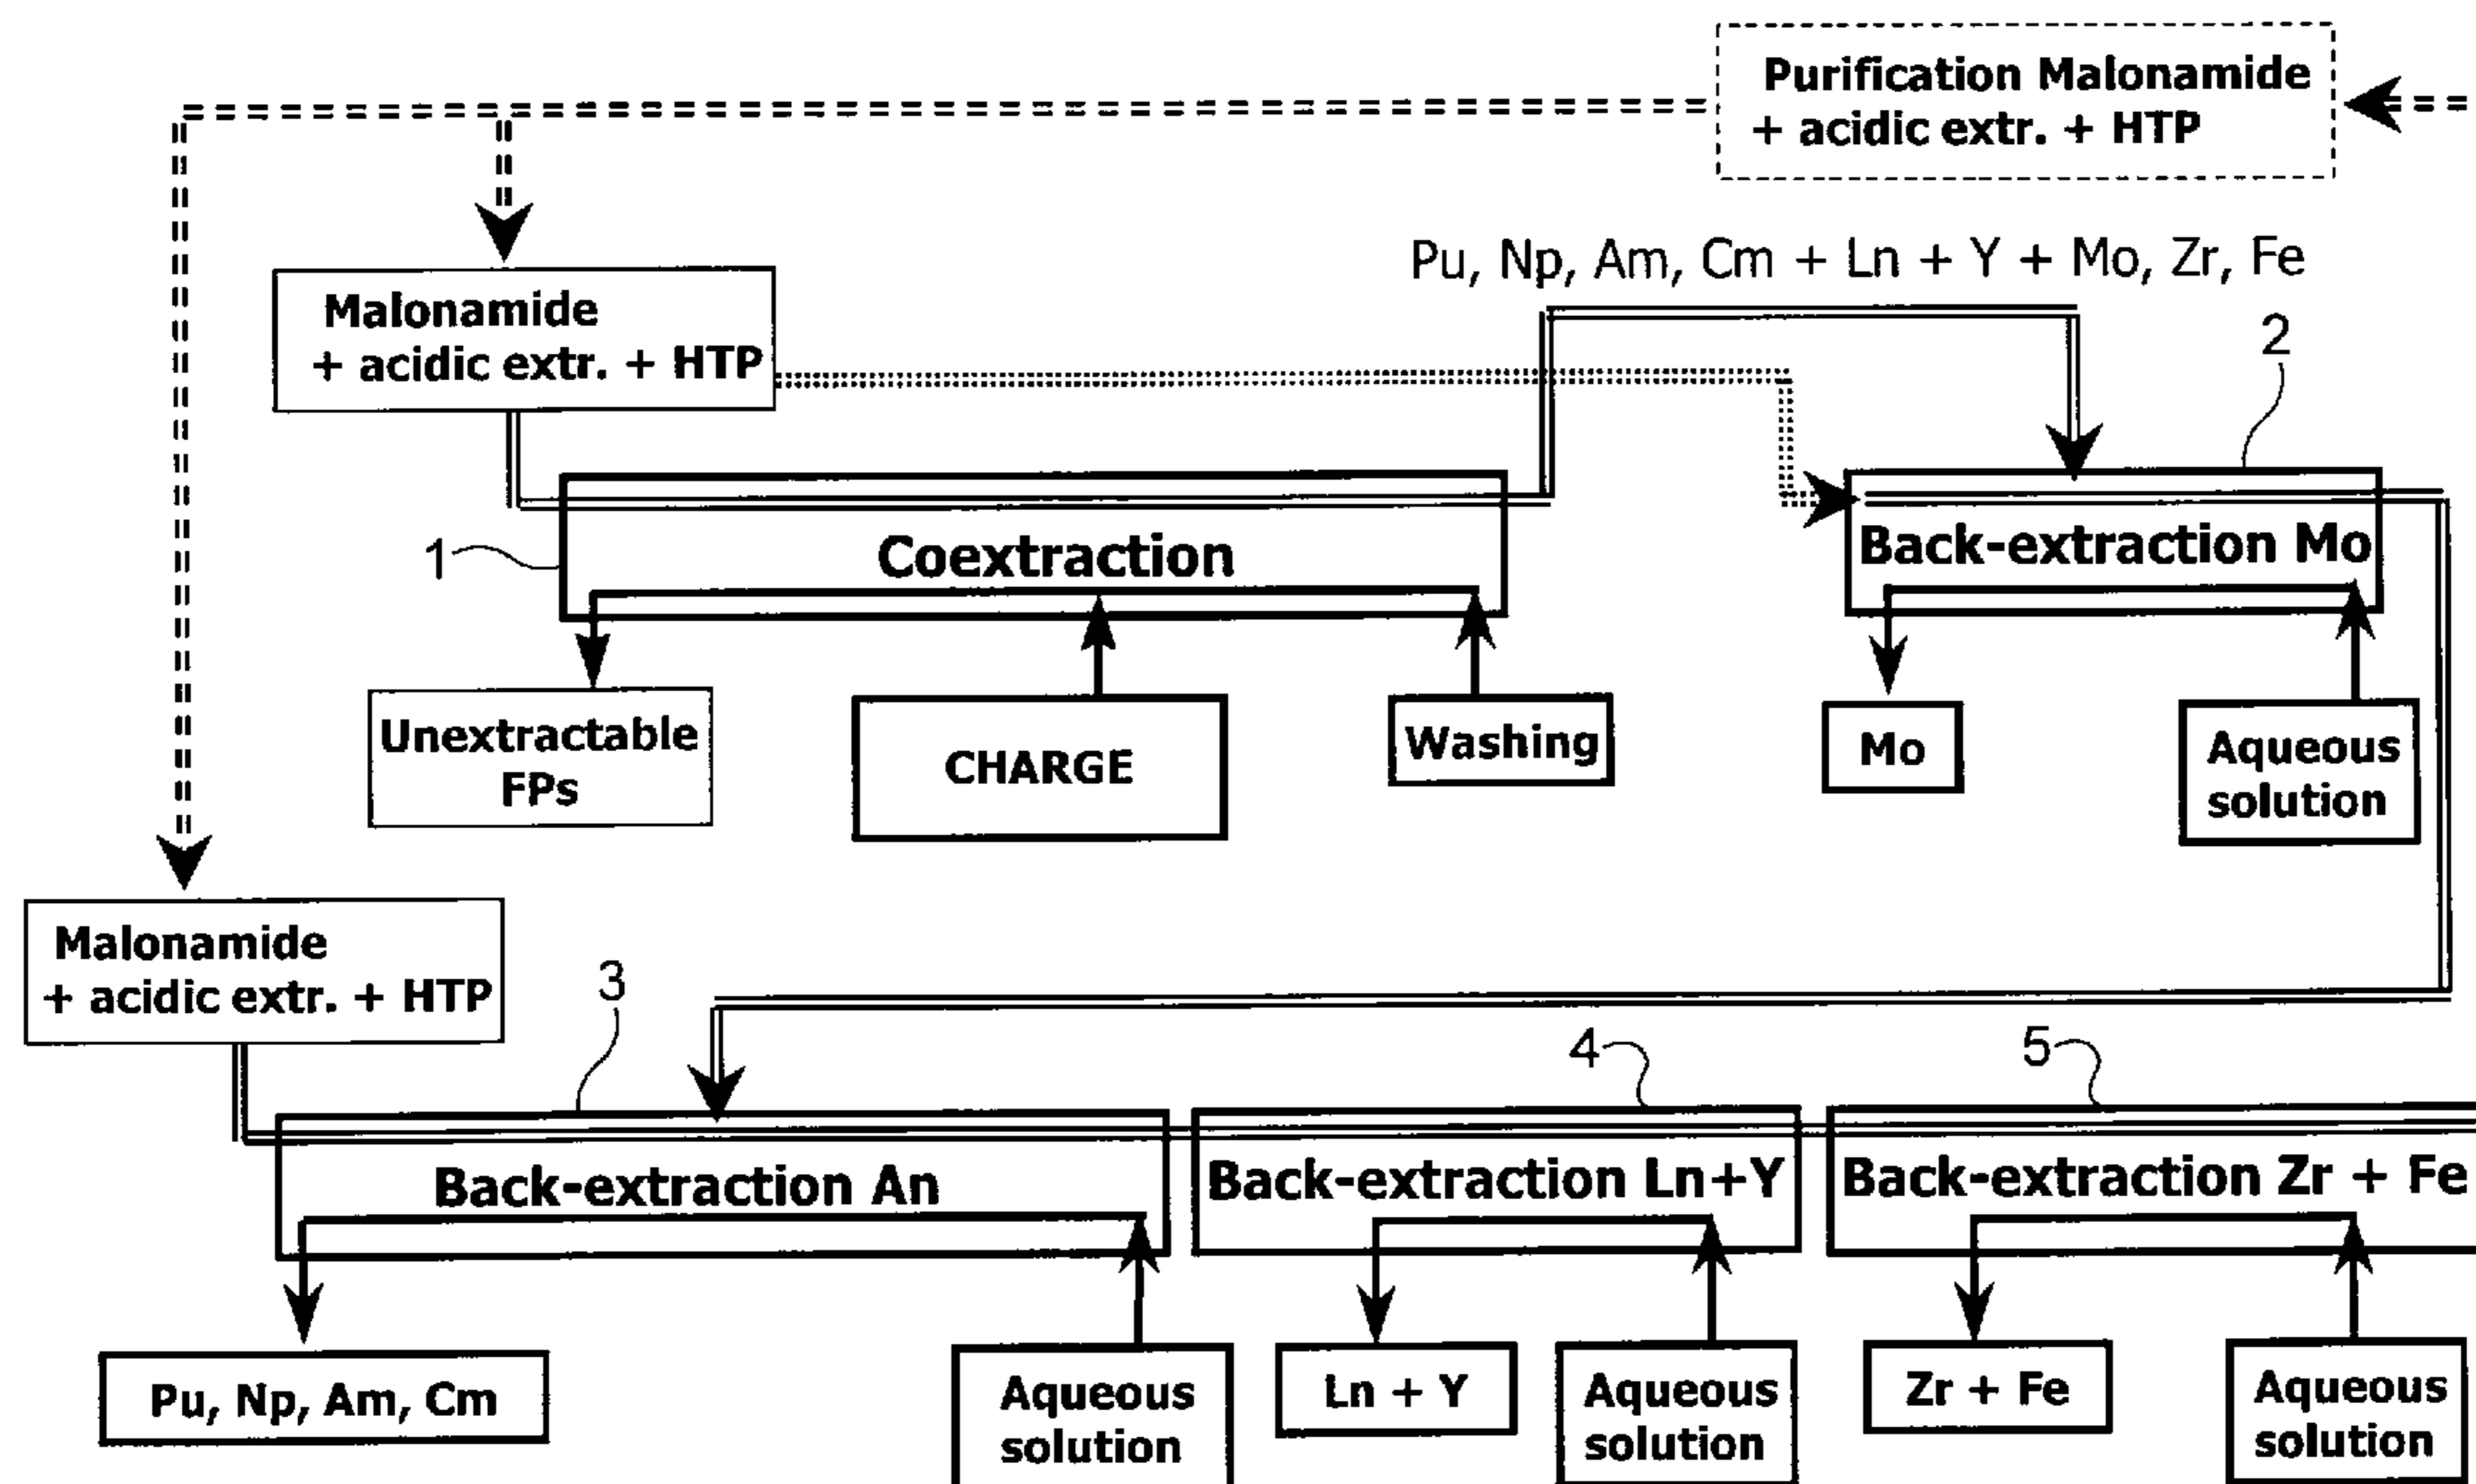 Purification Malonamide
+ acidic extr. + HTP
Pu, Np, Am, Cm + Ln + Y + Mo, Zr, Fe
Malonamide
+ acidic extr. + HTP
2
1
Coextraction
Back-extraction Mo
Unextractable
FPs
CHARGE
Washing
Mo
Aqueous
solution
Malonamide
+ acidic extr. + HTP
3
4
5
Back-extraction An
Back-extraction Ln+Y
Back-extraction Zr + Fe
Pu, Np, Am, Cm
Aqueous
solution
Ln + Y
Aqueous
solution
Zr + Fe
Aqueous
solution